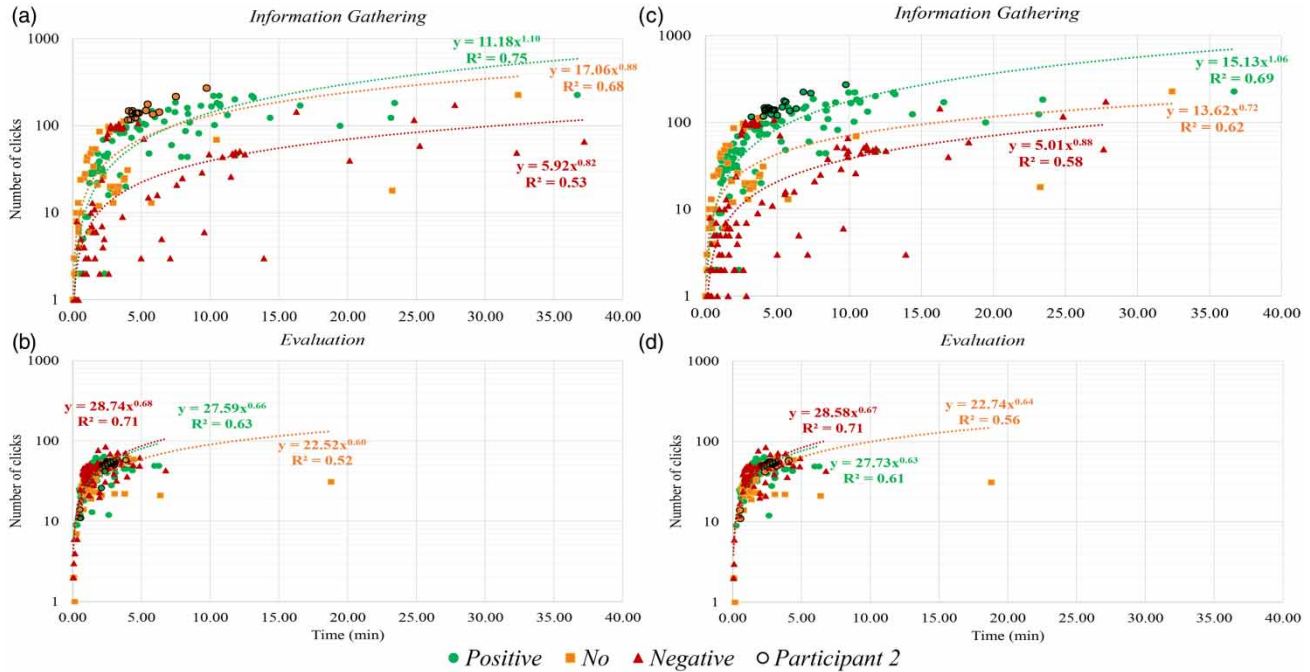 (a)
Information Gathering
1000
100
10
1
Number of clicks
y = 11.18x^1.10
R² = 0.75
y = 17.06x^0.88
R² = 0.68
y = 5.92x^0.82
R² = 0.53
0.00 5.00 10.00 15.00 20.00 25.00 30.00 35.00 40.00
(c)
Information Gathering
1000
100
10
1
Number of clicks
y = 15.13x^1.06
R² = 0.69
y = 13.62x^0.72
R² = 0.62
y = 5.01x^0.88
R² = 0.58
0.00 5.00 10.00 15.00 20.00 25.00 30.00 35.00 40.00
(b)
Evaluation
1000
100
10
1
Number of clicks
y = 28.74x^0.68
R² = 0.71
y = 27.59x^0.66
R² = 0.63
y = 22.52x^0.60
R² = 0.52
0.00 5.00 10.00 15.00 20.00 25.00 30.00 35.00 40.00
Time (min)
(d)
Evaluation
1000
100
10
1
Number of clicks
y = 28.58x^0.67
R² = 0.71
y = 22.74x^0.64
R² = 0.56
y = 27.73x^0.63
R² = 0.61
0.00 5.00 10.00 15.00 20.00 25.00 30.00 35.00 40.00
Time (min)
Positive No Negative Participant 2